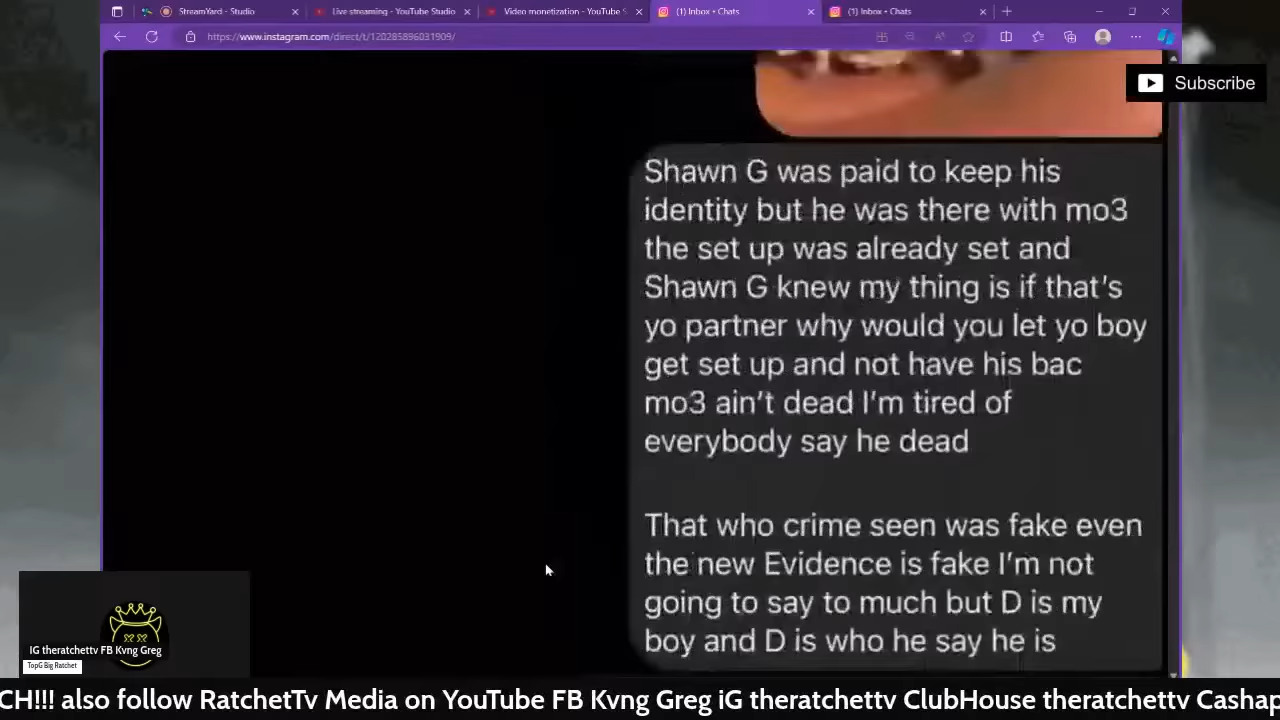 StreamYard - Studio
Live streaming - YouTube Studio
Video monetization - YouTube S
(1) Inbox • Chats
(1) Inbox • Chats
https://www.instagram.com/direct/t/120285896031909/
Subscribe
Shawn G was paid to keep his
identity but he was there with mo3
the set up was already set and
Shawn G knew my thing is if that's
yo partner why would you let yo boy
get set up and not have his bac
mo3 ain't dead I'm tired of
everybody say he dead
That who crime seen was fake even
the new Evidence is fake I'm not
going to say to much but D is my
boy and D is who he say he is
IG theratchettv FB Kvng Greg
TopG Big Ratchet
CH!!! also follow RatchetTv Media on YouTube FB Kvng Greg iG theratchettv ClubHouse theratchettv Cashap